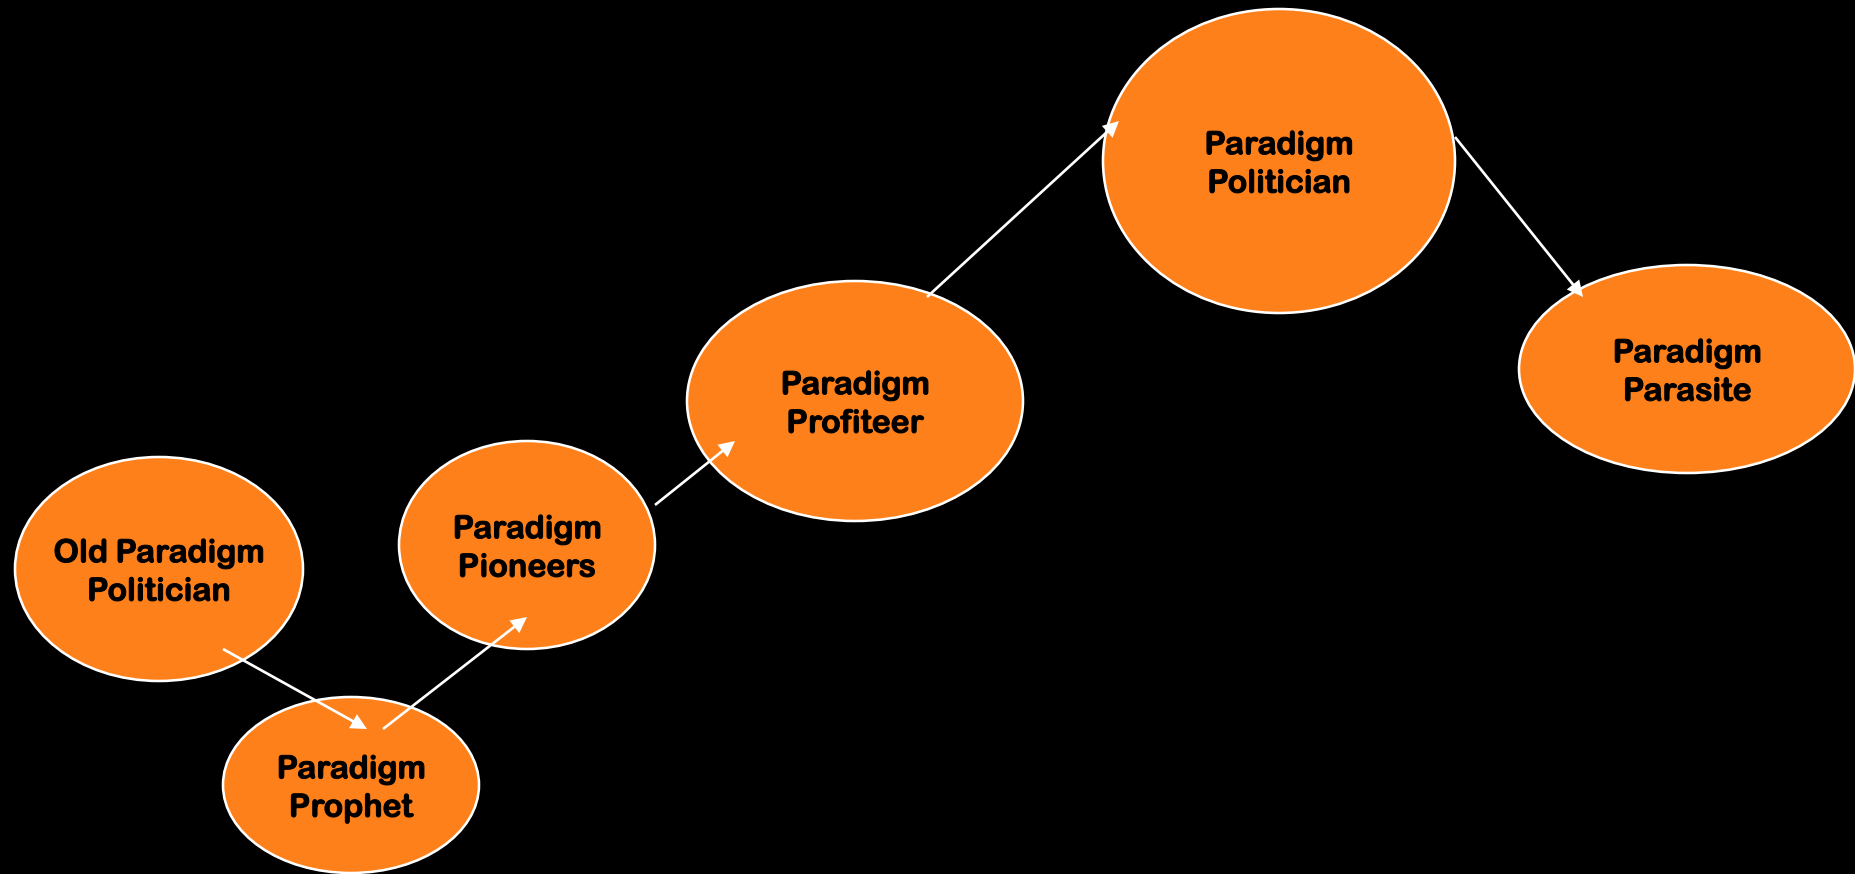 Old Paradigm
Politician
Paradigm
Prophet
Paradigm
Pioneers
Paradigm
Profiteer
Paradigm
Politician
Paradigm
Parasite